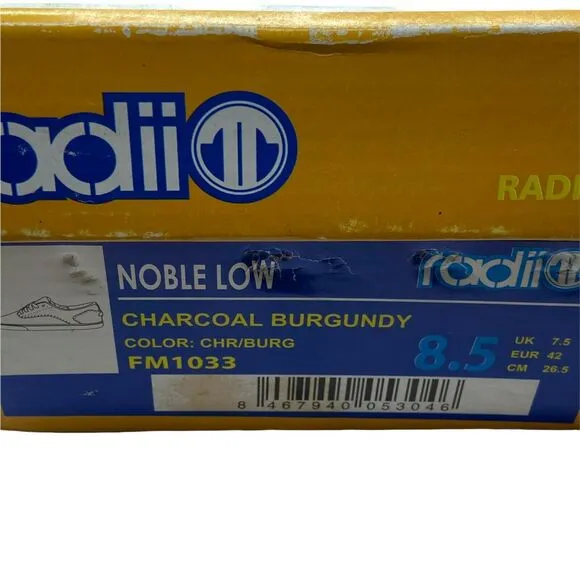 radii
RADI
NOBLE LOW
radii
CHARCOAL BURGUNDY
COLOR: CHR/BURG
FM1033
8.5
UK 7.5
EUR 42
CM 26.5
8 467940 053046